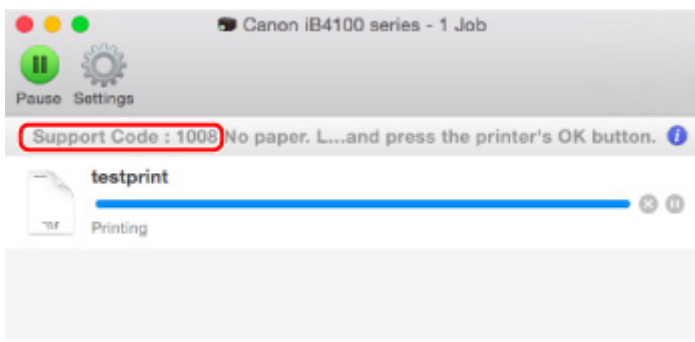 Canon iB4100 series - 1 Job
Pause Settings
Support Code : 1008 No paper. L...and press the printer's OK button.
testprint
Printing